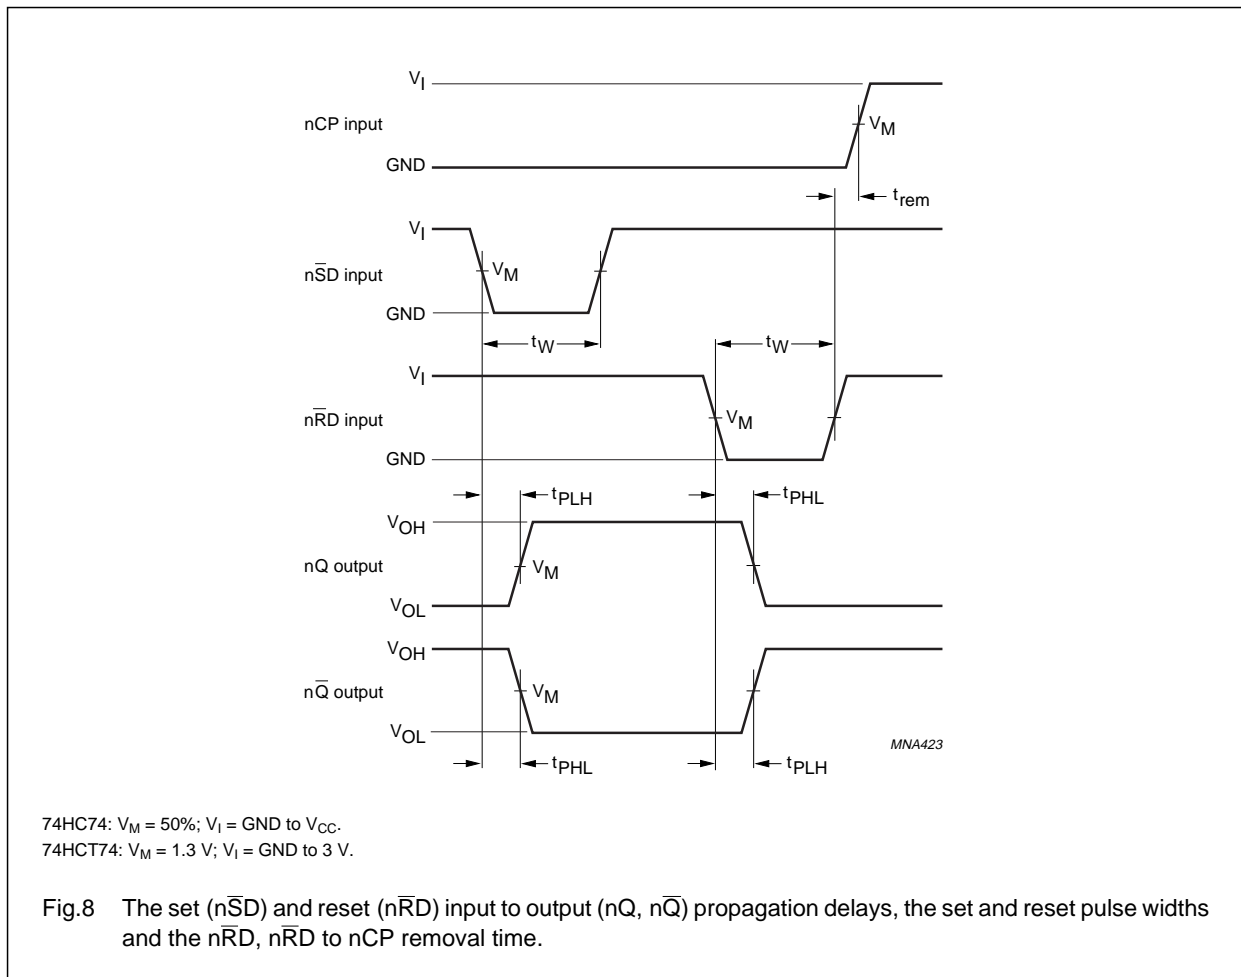 V_I
nCP input
V_M
GND
t_rem
V_I
nS̅D input
V_M
GND
t_W
t_W
V_I
nR̅D input
V_M
GND
t_PLH
t_PHL
V_OH
nQ output
V_M
V_OL
V_OH
nQ̅ output
V_M
V_OL
MNA423
t_PHL
t_PLH
74HC74: V_M = 50%; V_I = GND to V_CC.
74HCT74: V_M = 1.3 V; V_I = GND to 3 V.
Fig.8 The set (nS̅D) and reset (nR̅D) input to output (nQ, nQ̅) propagation delays, the set and reset pulse widths
and the nR̅D, nR̅D to nCP removal time.